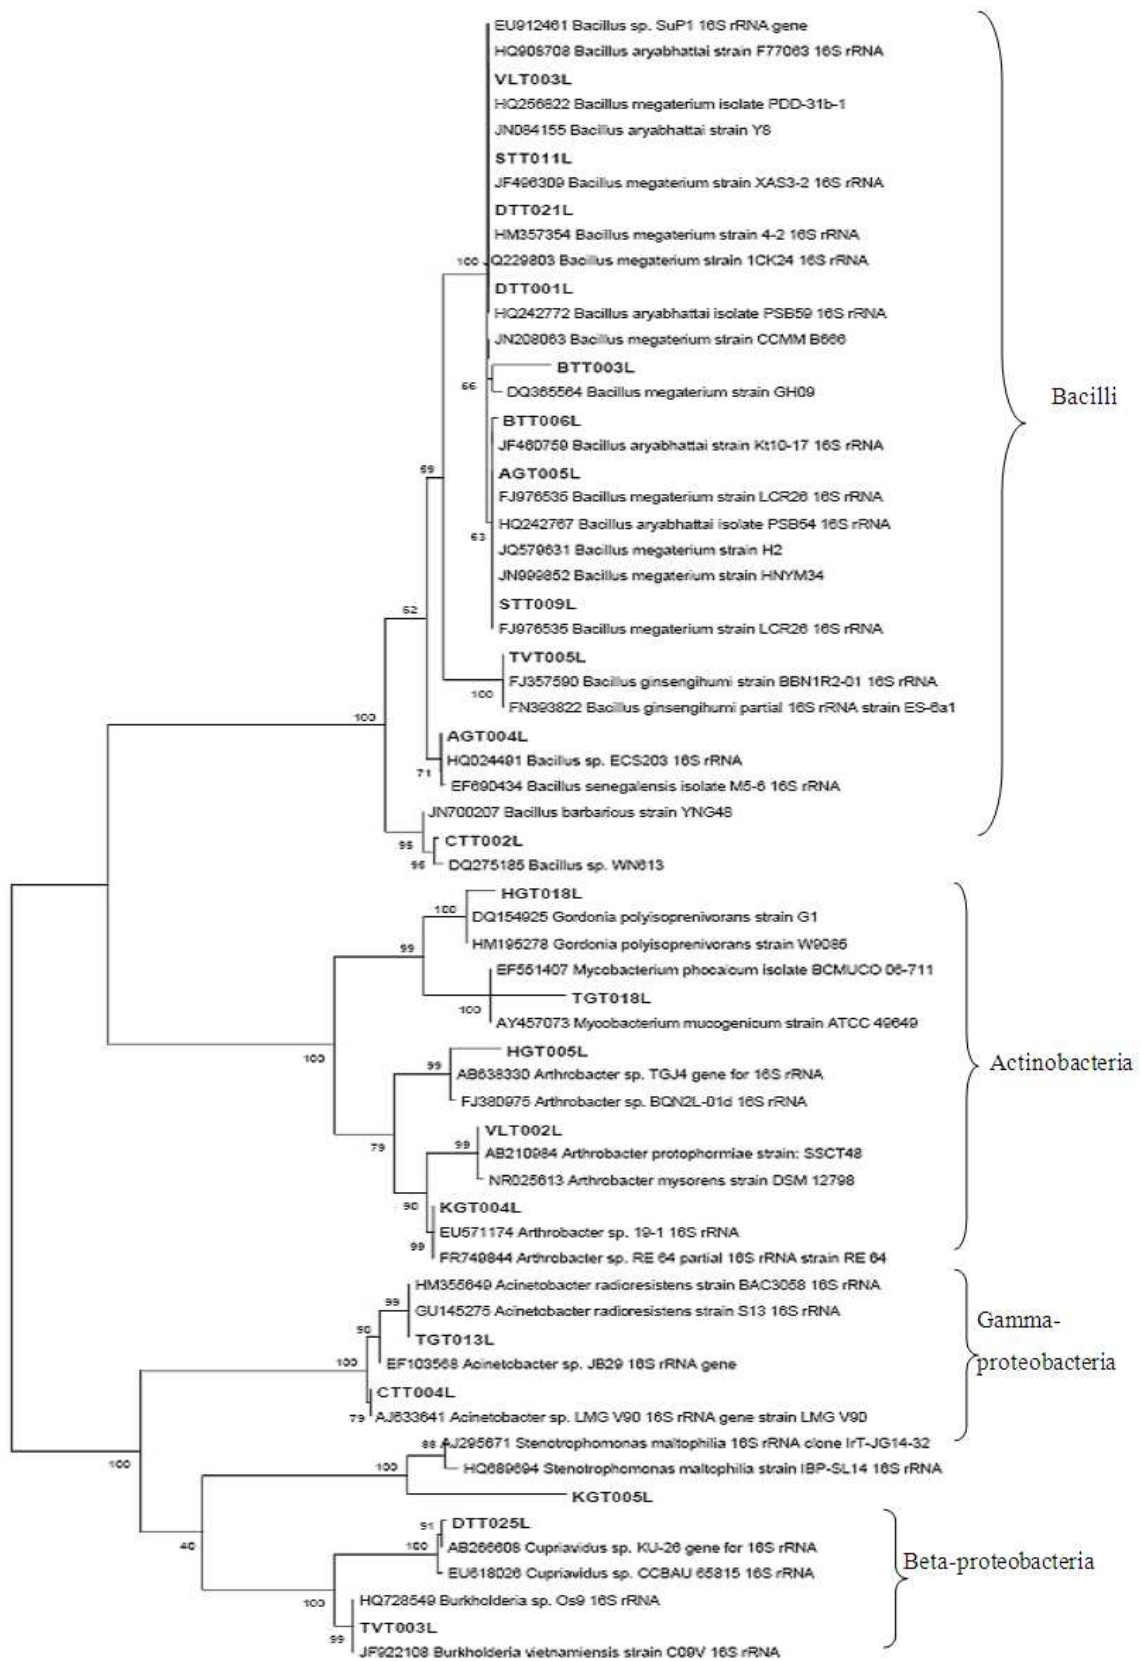 EU912461 Bacillus sp. SuP1 16S rRNA gene
HQ908708 Bacillus aryabhattai strain F77063 16S rRNA
VLT003L
HQ256822 Bacillus megaterium isolate PDD-31b-1
JN084155 Bacillus aryabhattai strain Y8
STT011L
JF496309 Bacillus megaterium strain XAS3-2 16S rRNA
DTT021L
HM357354 Bacillus megaterium strain 4-2 16S rRNA
100 Q229803 Bacillus megaterium strain 1CK24 16S rRNA
DTT001L
HQ242772 Bacillus aryabhattai isolate PSB59 16S rRNA
JN208063 Bacillus megaterium strain CCMM B666
BTT003L
66
DQ365564 Bacillus megaterium strain GH09
Bacilli
BTT006L
JF460759 Bacillus aryabhattai strain Kt10-17 16S rRNA
59
AGT005L
FJ976535 Bacillus megaterium strain LCR26 16S rRNA
HQ242767 Bacillus aryabhattai isolate PSB54 16S rRNA
63
JQ579631 Bacillus megaterium strain H2
JN999852 Bacillus megaterium strain HNYM34
STT009L
52
FJ976535 Bacillus megaterium strain LCR26 16S rRNA
TVT005L
FJ357590 Bacillus ginsengihumi strain BBN1R2-01 16S rRNA
100
FN393822 Bacillus ginsengihumi partial 16S rRNA strain ES-6a1
100
AGT004L
HQ024491 Bacillus sp. ECS203 16S rRNA
71
EF690434 Bacillus senegalensis isolate M5-6 16S rRNA
JN700207 Bacillus barbaricus strain YNG48
95
CTT002L
96
DQ275185 Bacillus sp. WN613
HGT018L
100
DQ154925 Gordonia polyisoprenivorans strain G1
HM195278 Gordonia polyisoprenivorans strain W9085
99
EF551407 Mycobacterium phocaicum isolate BCMUCO 06-711
TGT018L
100
AY457073 Mycobacterium mucogenicum strain ATCC 49649
HGT005L
100
99
Actinobacteria
AB638330 Arthrobacter sp. TGJ4 gene for 16S rRNA
FJ380975 Arthrobacter sp. BQN2L-01d 16S rRNA
VLT002L
79
99
AB210984 Arthrobacter protophormiae strain: SSCT48
NR025613 Arthrobacter mysorens strain DSM 12798
90
KGT004L
EU571174 Arthrobacter sp. 19-1 16S rRNA
99
FR749844 Arthrobacter sp. RE 64 partial 16S rRNA strain RE 64
HM355649 Acinetobacter radioresistens strain BAC3058 16S rRNA
99
GU145275 Acinetobacter radioresistens strain S13 16S rRNA
Gamma-
proteobacteria
90
TGT013L
100
EF103568 Acinetobacter sp. JB29 16S rRNA gene
CTT004L
79
AJ633641 Acinetobacter sp. LMG V90 16S rRNA gene strain LMG V90
88 AJ295671 Stenotrophomonas maltophilia 16S rRNA clone IrT-JG14-32
100
100
HQ689694 Stenotrophomonas maltophilia strain IBP-SL14 16S rRNA
KGT005L
91
DTT025L
40
100
AB266608 Cupriavidus sp. KU-26 gene for 16S rRNA
Beta-proteobacteria
EU618026 Cupriavidus sp. CCBAU 65815 16S rRNA
100
HQ728549 Burkholderia sp. Os9 16S rRNA
TVT003L
99
JF922108 Burkholderia vietnamiensis strain C09V 16S rRNA